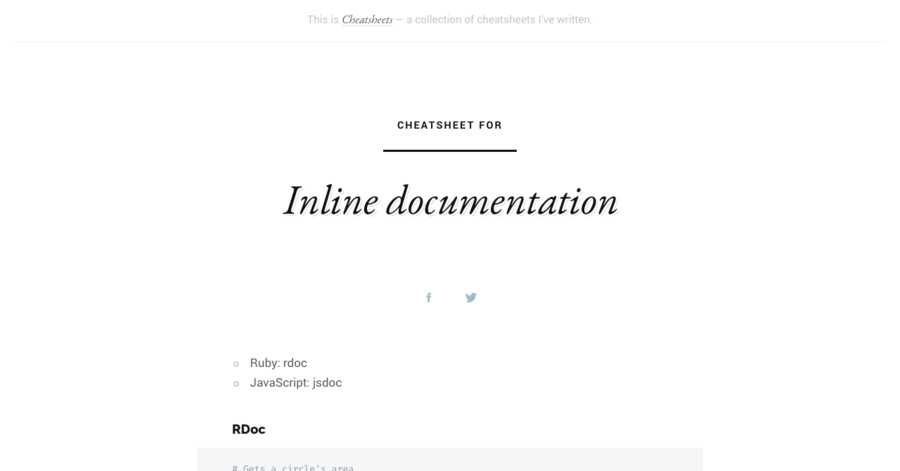 This is Cheatsheets — a collection of cheatsheets I've written.
CHEATSHEET FOR
Inline documentation
Ruby: rdoc
JavaScript: jsdoc
RDoc
# Gets a circle's area